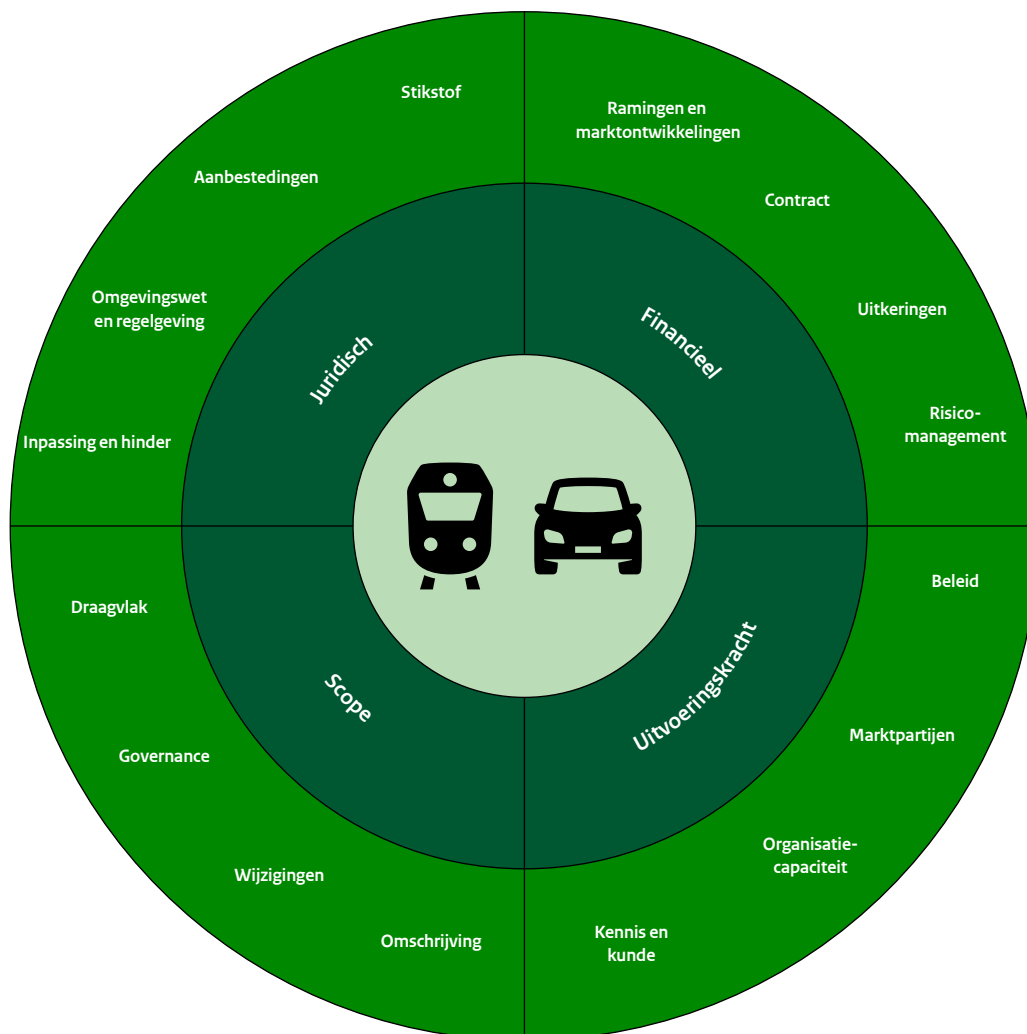 Stikstof
Ramingen en
marktontwikkelingen
Aanbestedingen
Contract
Omgevingswet
en regelgeving
Uitkeringen
Juridisch
Financieel
Inpassing en hinder
Risico-
management
Draagvlak
Beleid
Scope
Uitvoeringskracht
Governance
Marktpartijen
Wijzigingen
Organisatie-
capaciteit
Omschrijving
Kennis en
kunde